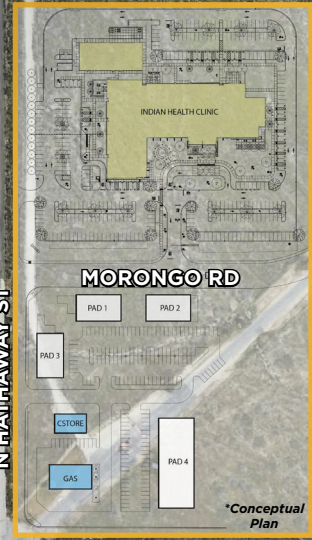 INDIAN HEALTH CLINIC
N HATHAWAY ST
MORONGO RD
PAD 1
PAD 2
PAD 3
CSTORE
GAS
PAD 4
*Conceptual
Plan